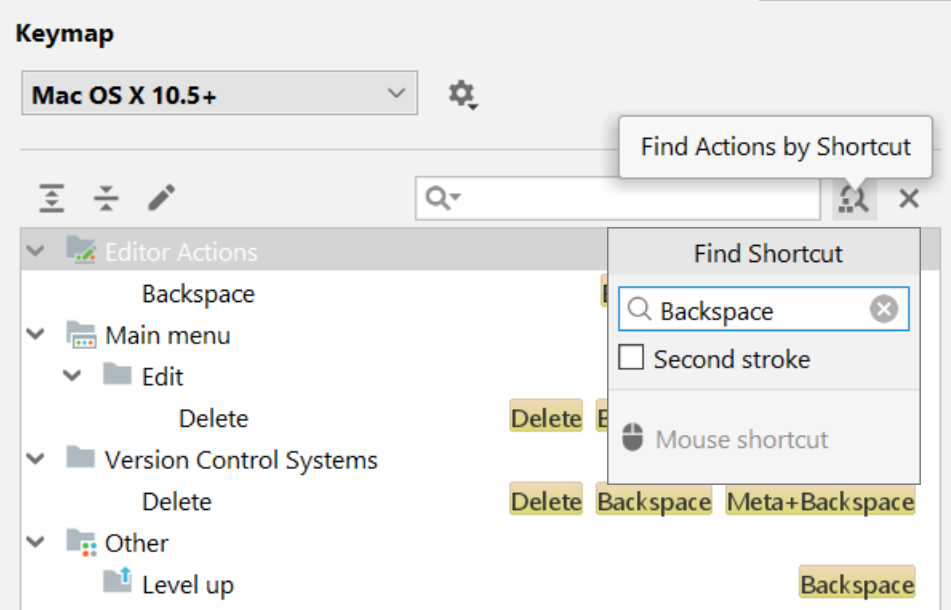 Keymap
Mac OS X 10.5+
Find Actions by Shortcut
Editor Actions
Find Shortcut
Backspace
Backspace
Main menu
Second stroke
Edit
Delete Delete
Mouse shortcut
Version Control Systems
Delete Delete Backspace Meta+Backspace
Other
Level up Backspace